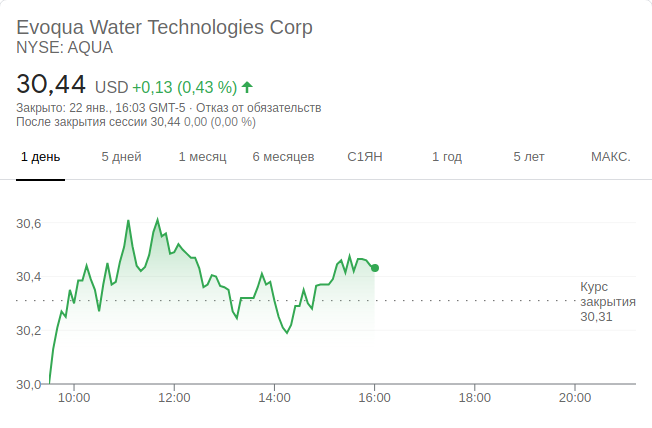 Evoqua Water Technologies Corp
NYSE: AQUA
30,44 USD +0,13 (0,43 %)
Закрыто: 22 янв., 16:03 GMT-5 · Отказ от обязательств
После закрытия сессии 30,44 0,00 (0,00 %)
1 день 5 дней 1 месяц 6 месяцев С1ЯН 1 год 5 лет МАКС.
30,6
30,4
Курс
закрытия
30,31
30,2
30,0
10:00 12:00 14:00 16:00 18:00 20:00